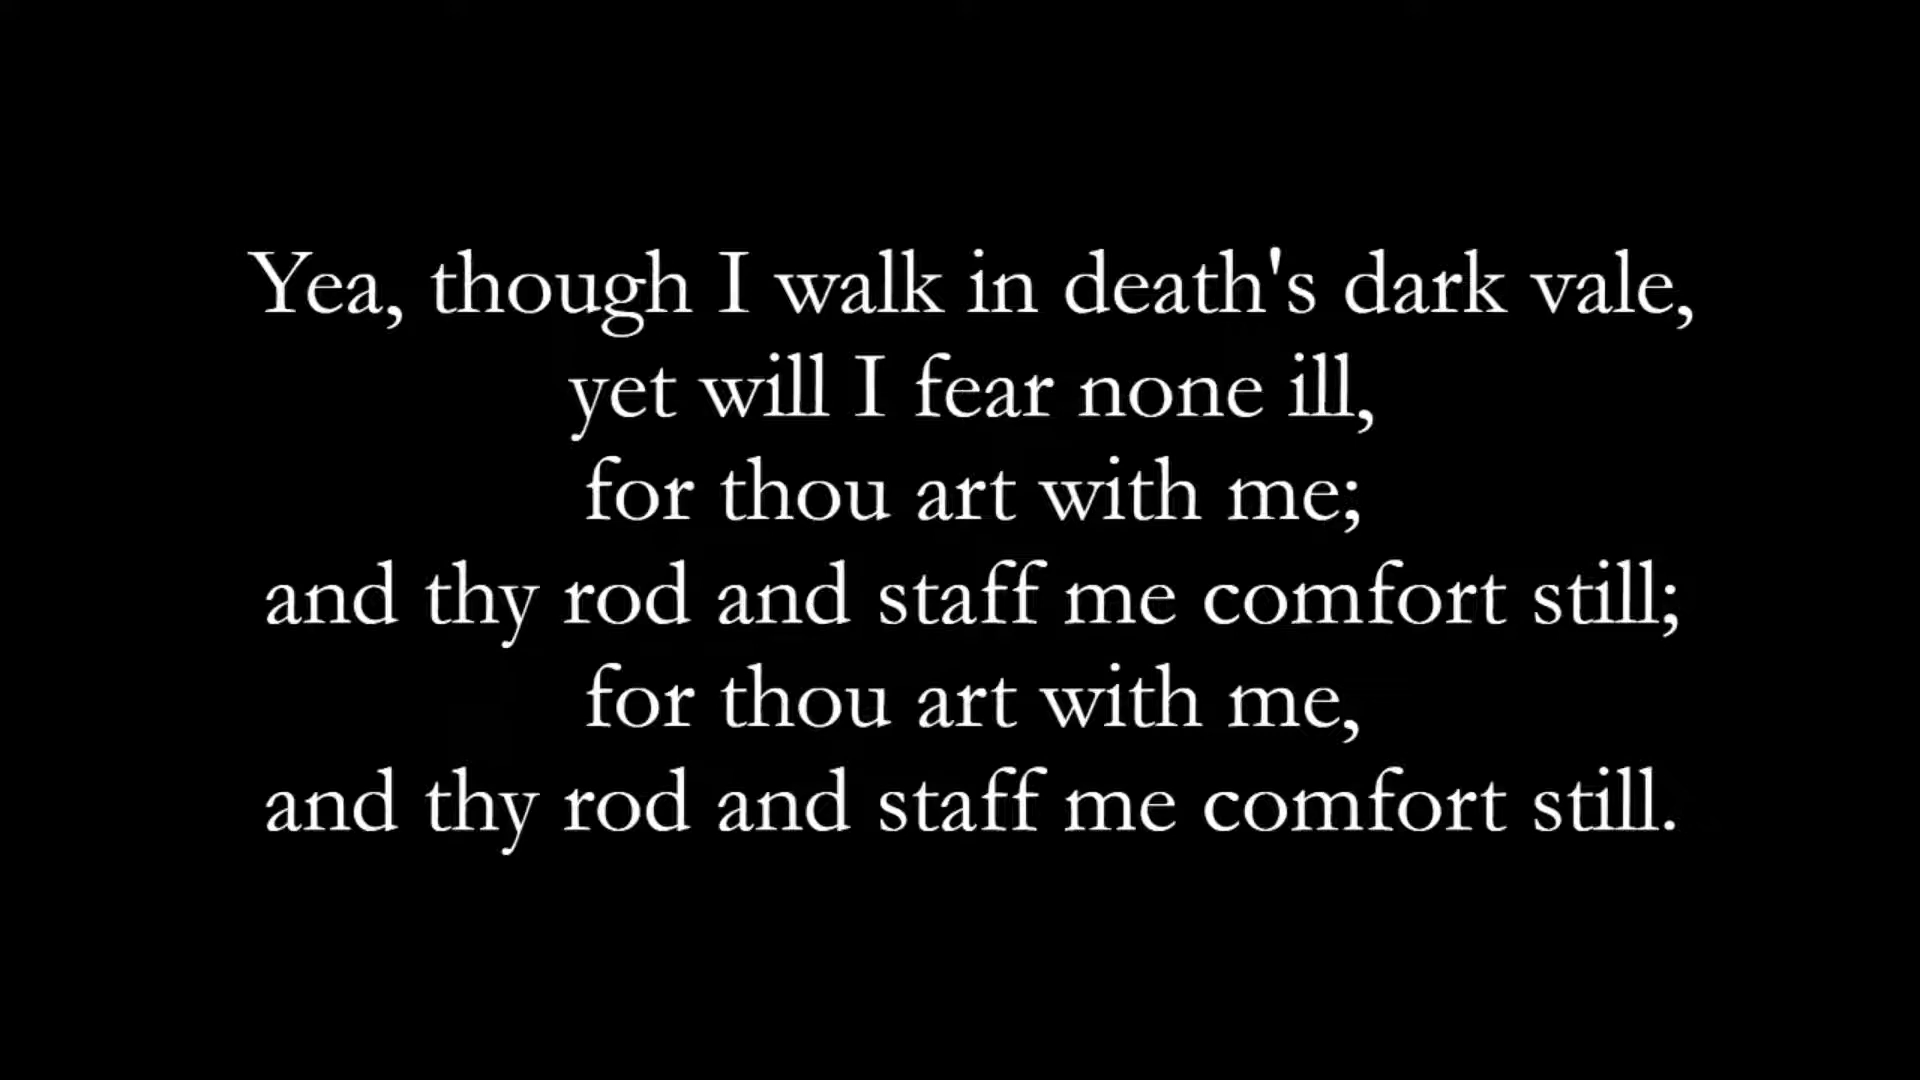 Yea, though I walk in death's dark vale,
yet will I fear none ill,
for thou art with me;
and thy rod and staff me comfort still;
for thou art with me,
and thy rod and staff me comfort still.